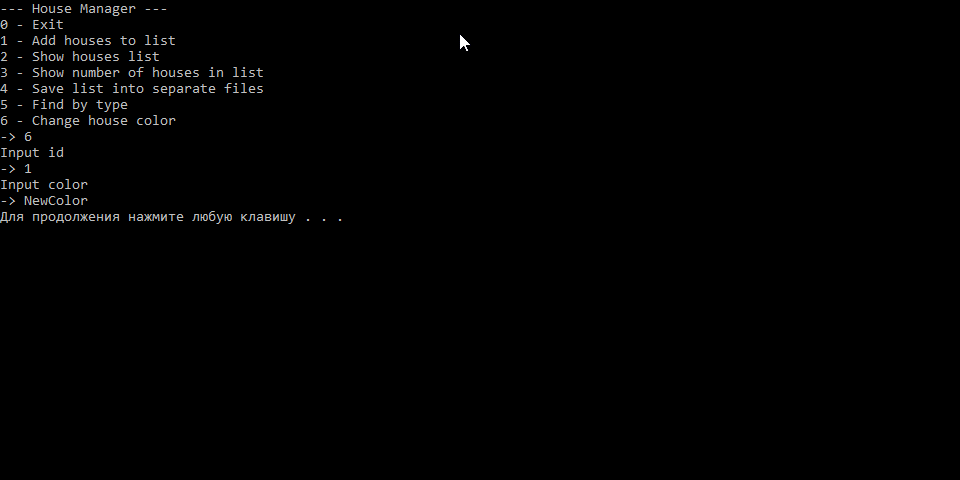 --- House Manager ---
0 - Exit
1 - Add houses to list
2 - Show houses list
3 - Show number of houses in list
4 - Save list into separate files
5 - Find by type
6 - Change house color
-> 6
Input id
-> 1
Input color
-> NewColor
Для продолжения нажмите любую клавишу . . .